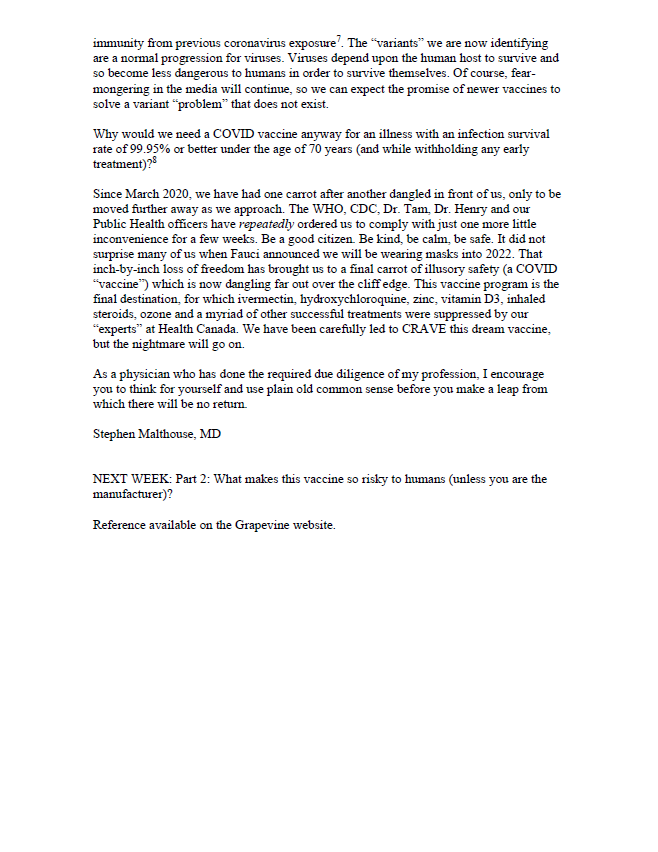 immunity from previous coronavirus exposure7. The “variants” we are now identifying
are a normal progression for viruses. Viruses depend upon the human host to survive and
so become less dangerous to humans in order to survive themselves. Of course, fear-
mongering in the media will continue, so we can expect the promise of newer vaccines to
solve a variant “problem” that does not exist.
Why would we need a COVID vaccine anyway for an illness with an infection survival
rate of 99.95% or better under the age of 70 years (and while withholding any early
treatment)?8
Since March 2020, we have had one carrot after another dangled in front of us, only to be
moved further away as we approach. The WHO, CDC, Dr. Tam, Dr. Henry and our
Public Health officers have repeatedly ordered us to comply with just one more little
inconvenience for a few weeks. Be a good citizen. Be kind, be calm, be safe. It did not
surprise many of us when Fauci announced we will be wearing masks into 2022. That
inch-by-inch loss of freedom has brought us to a final carrot of illusory safety (a COVID
“vaccine”) which is now dangling far out over the cliff edge. This vaccine program is the
final destination, for which ivermectin, hydroxychloroquine, zinc, vitamin D3, inhaled
steroids, ozone and a myriad of other successful treatments were suppressed by our
“experts” at Health Canada. We have been carefully led to CRAVE this dream vaccine,
but the nightmare will go on.
As a physician who has done the required due diligence of my profession, I encourage
you to think for yourself and use plain old common sense before you make a leap from
which there will be no return.
Stephen Malthouse, MD
NEXT WEEK: Part 2: What makes this vaccine so risky to humans (unless you are the
manufacturer)?
Reference available on the Grapevine website.